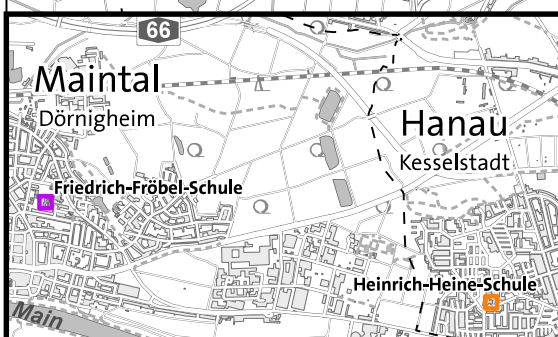 66
Maintal
Dörnigheim
Hanau
Kesselstadt
Friedrich-Fröbel-Schule
Heinrich-Heine-Schule
Main